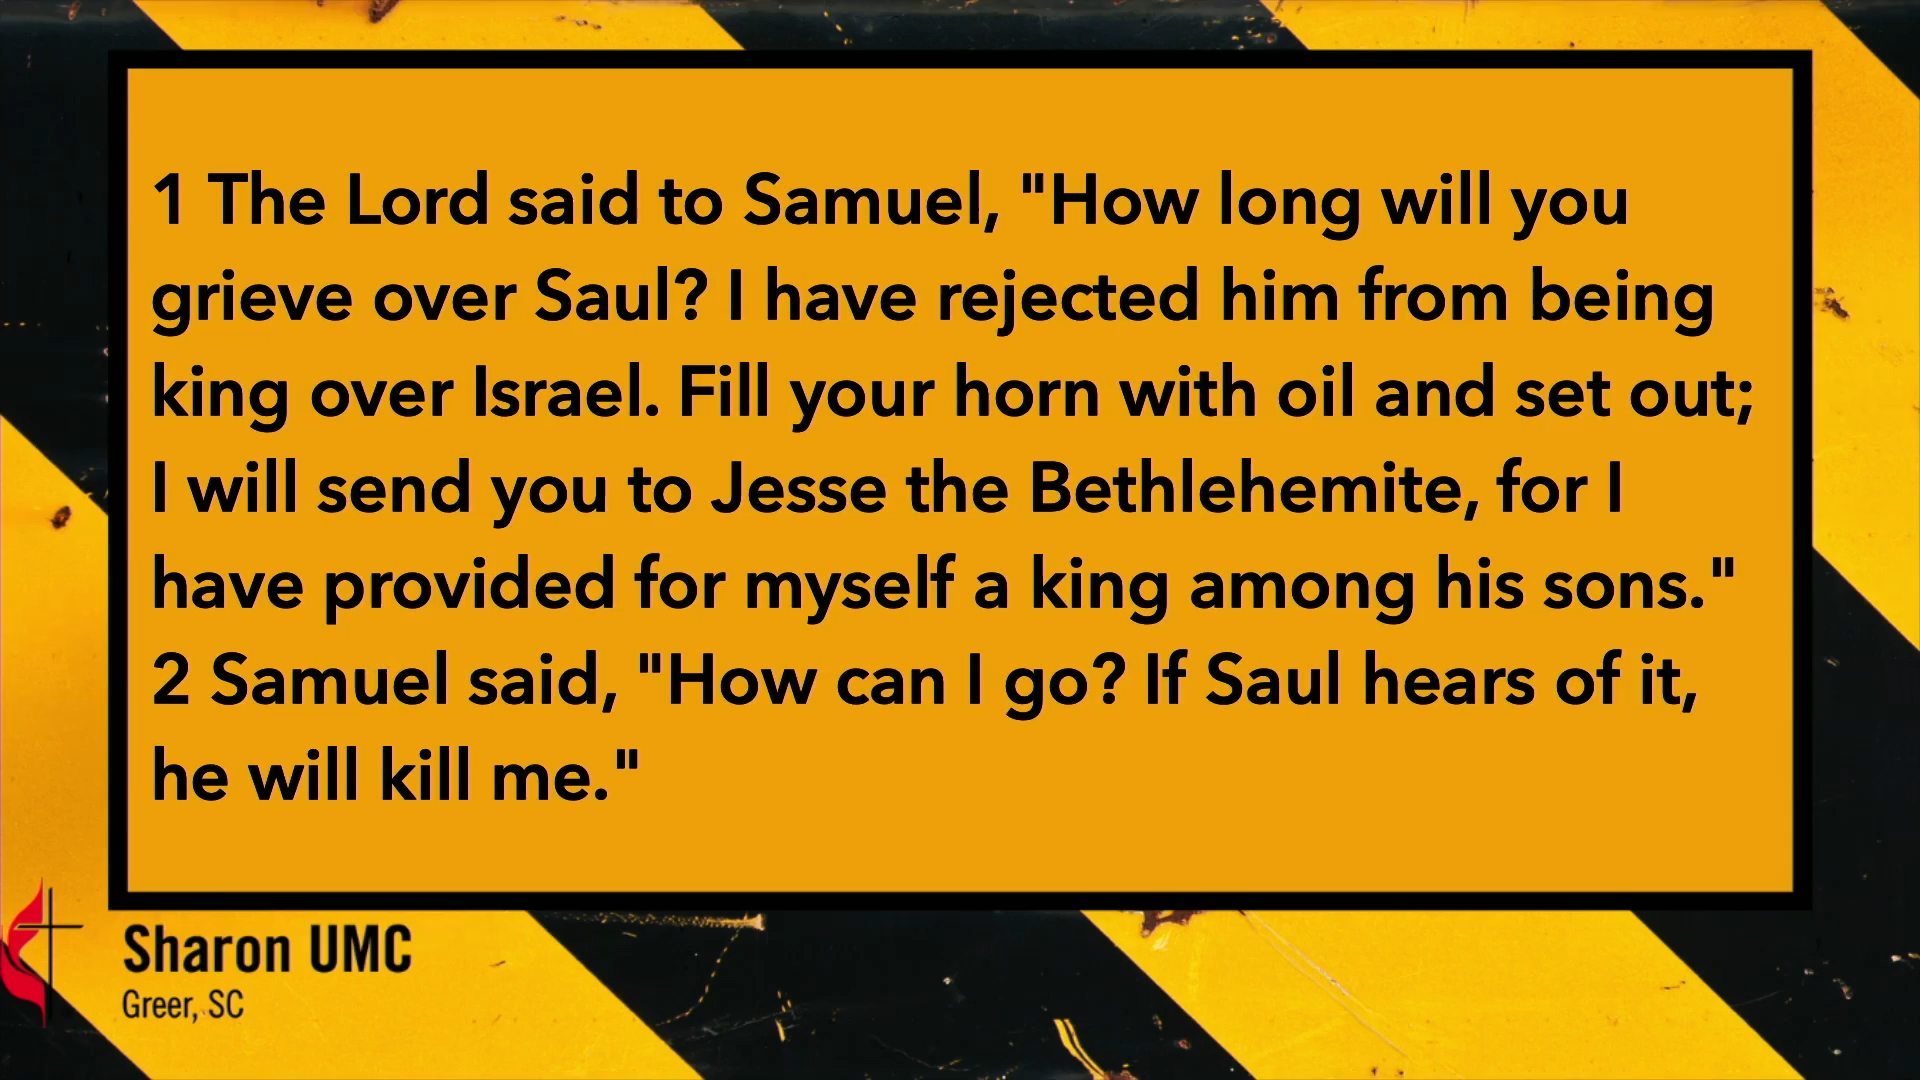 1 The Lord said to Samuel, "How long will you
grieve over Saul? I have rejected him from being
king over Israel. Fill your horn with oil and set out;
I will send you to Jesse the Bethlehemite, for I
have provided for myself a king among his sons."
2 Samuel said, "How can I go? If Saul hears of it,
he will kill me."
Sharon UMC
Greer, SC